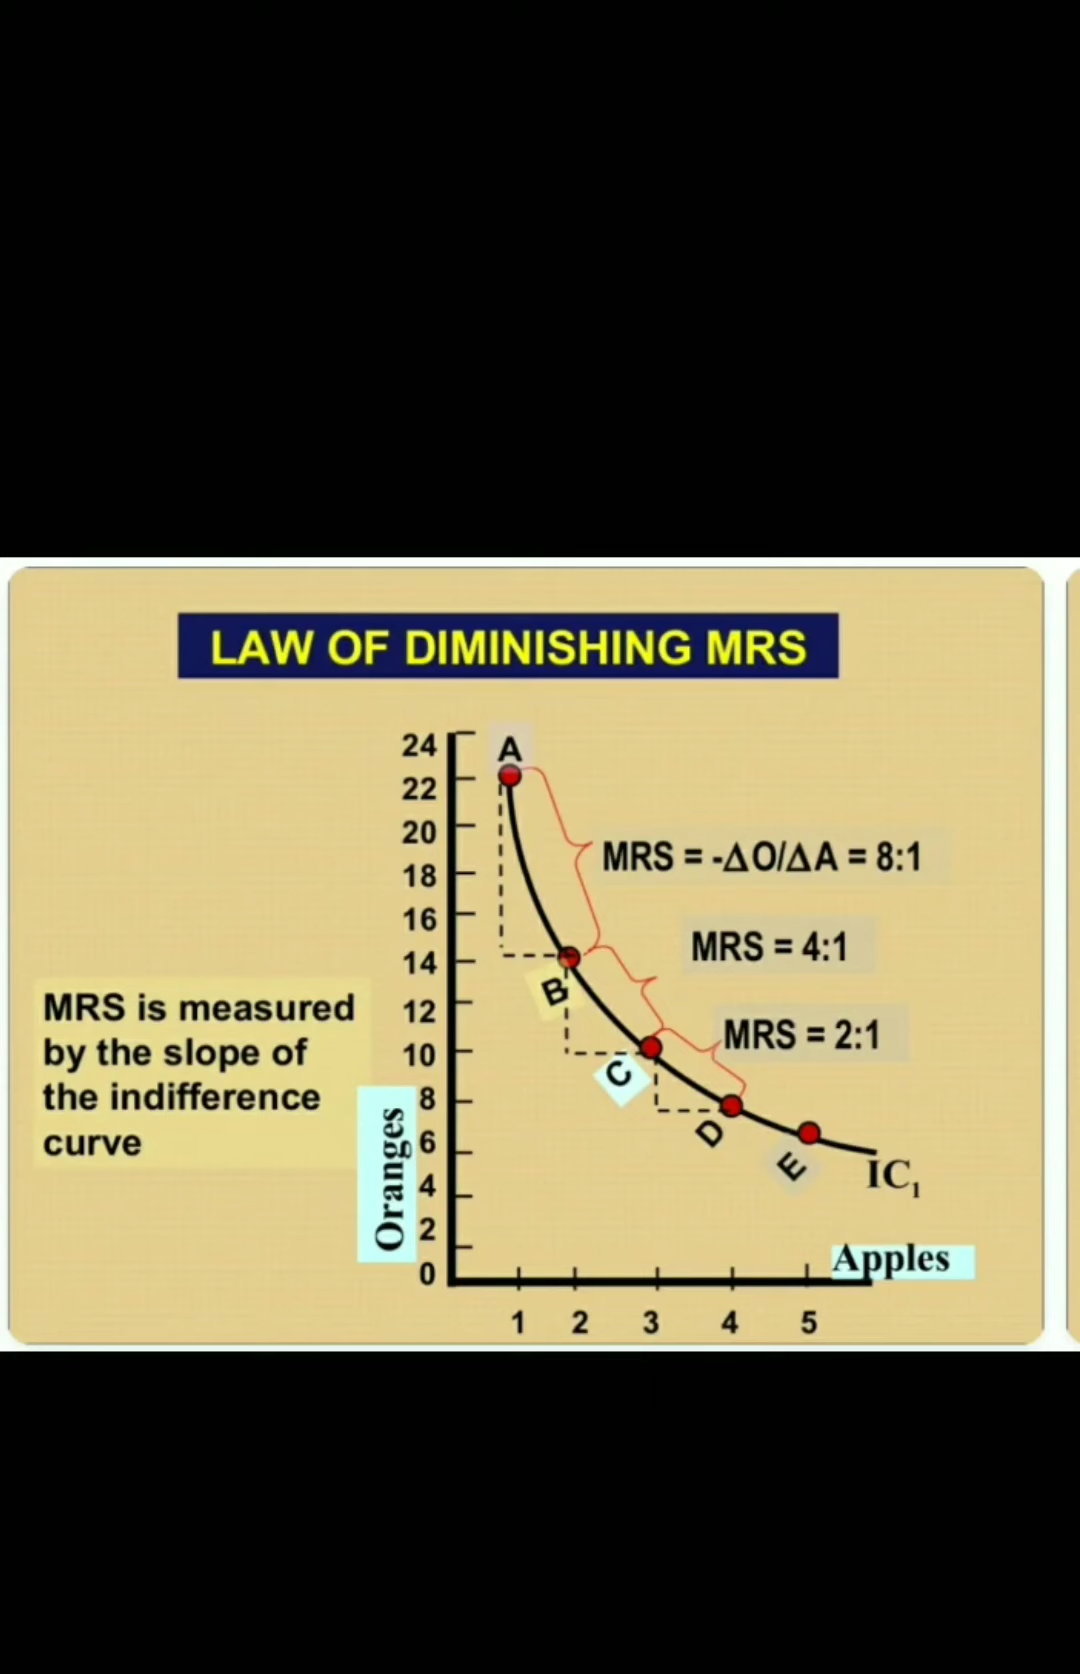 LAW OF DIMINISHING MRS
24
22
20
18
16
14
12
10
8
6
4
2
0
A
B
C
D
E
MRS = -ΔO/ΔA = 8:1
MRS = 4:1
MRS = 2:1
MRS is measured
by the slope of
the indifference
curve
Oranges
IC₁
Apples
1 2 3 4 5